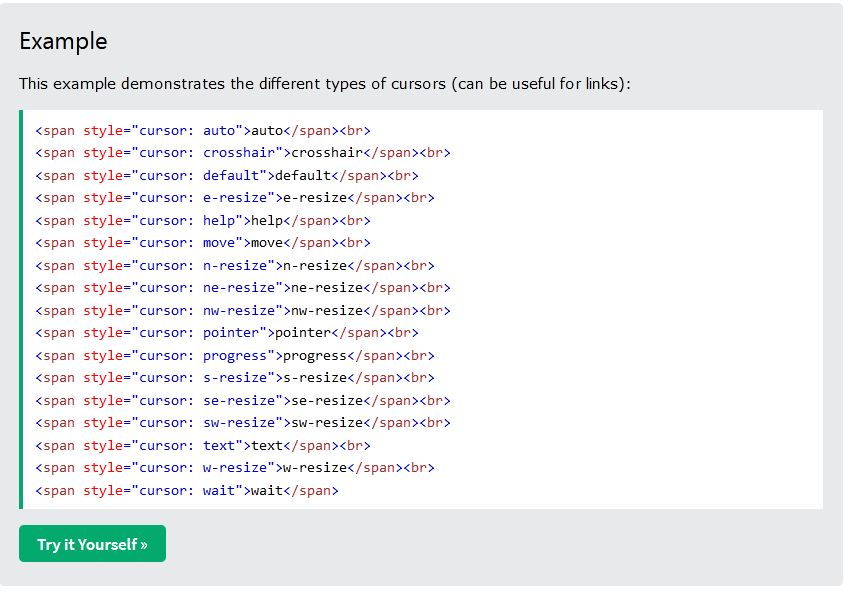 Example
This example demonstrates the different types of cursors (can be useful for links):
<span style="cursor: auto">auto</span><br>
<span style="cursor: crosshair">crosshair</span><br>
<span style="cursor: default">default</span><br>
<span style="cursor: e-resize">e-resize</span><br>
<span style="cursor: help">help</span><br>
<span style="cursor: move">move</span><br>
<span style="cursor: n-resize">n-resize</span><br>
<span style="cursor: ne-resize">ne-resize</span><br>
<span style="cursor: nw-resize">nw-resize</span><br>
<span style="cursor: pointer">pointer</span><br>
<span style="cursor: progress">progress</span><br>
<span style="cursor: s-resize">s-resize</span><br>
<span style="cursor: se-resize">se-resize</span><br>
<span style="cursor: sw-resize">sw-resize</span><br>
<span style="cursor: text">text</span><br>
<span style="cursor: w-resize">w-resize</span><br>
<span style="cursor: wait">wait</span>
Try it Yourself »